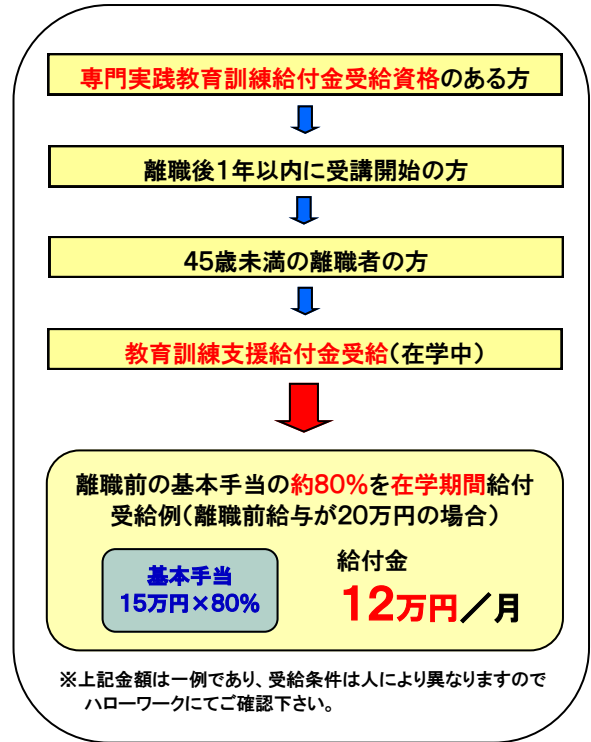 専門実践教育訓練給付金受給資格のある方
離職後1年以内に受講開始の方
45歳未満の離職者の方
教育訓練支援給付金受給(在学中)
離職前の基本手当の約80%を在学期間給付
受給例(離職前給与が20万円の場合)
基本手当
15万円×80%
給付金
12万円/月
※上記金額は一例であり、受給条件は人により異なりますので
ハローワークにてご確認下さい。